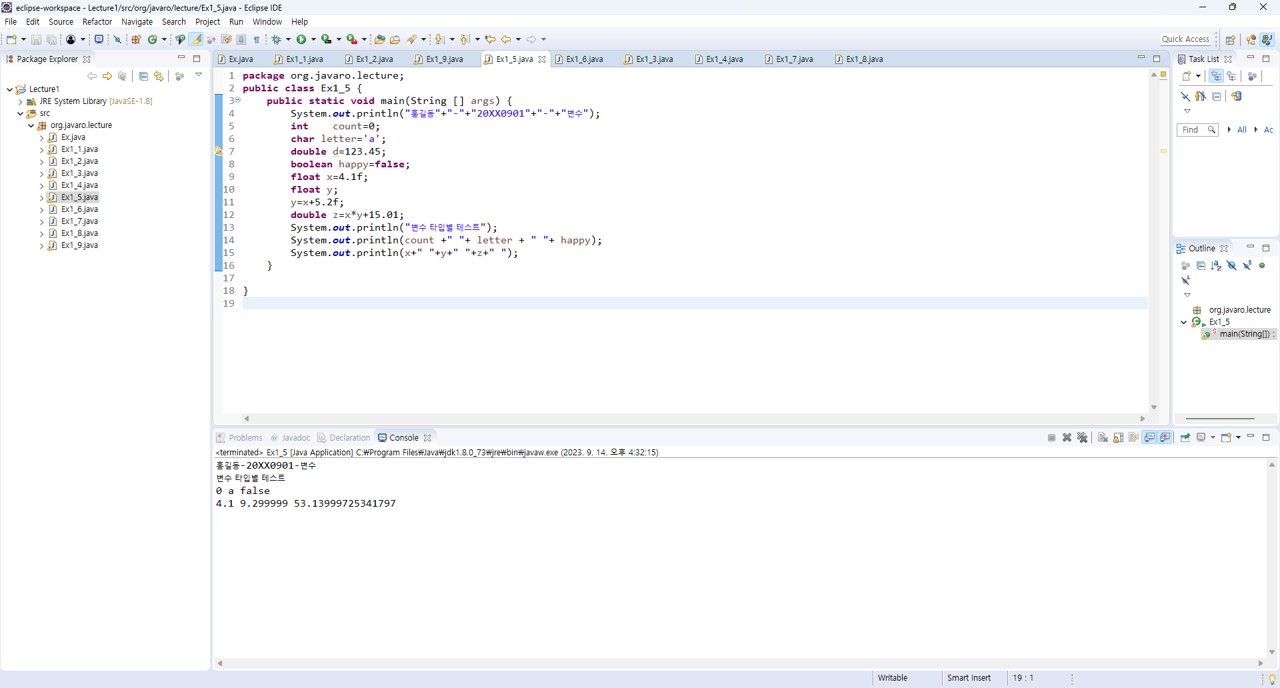 eclipse-workspace - Lecture1/src/org/javaro/lecture/Ex1_5.java - Eclipse IDE
File Edit Source Refactor Navigate Search Project Run Window Help
Quick Access
Package Explorer
Lecture1
JRE System Library [JavaSE-1.8]
src
org.javaro.lecture
Ex.java
Ex1_1.java
Ex1_2.java
Ex1_3.java
Ex1_4.java
Ex1_5.java
Ex1_6.java
Ex1_7.java
Ex1_8.java
Ex1_9.java
Ex.java Ex1_1.java Ex1_2.java Ex1_9.java Ex1_5.java Ex1_6.java Ex1_3.java Ex1_4.java Ex1_7.java Ex1_8.java
1 package org.javaro.lecture;
2 public class Ex1_5 {
3 public static void main(String [] args) {
4 System.out.println("홍길동"+"-"+"20XX0901"+"-"+"변수");
5 int    count=0;
6 char letter='a';
7 double d=123.45;
8 boolean happy=false;
9 float x=4.1f;
10 float y;
11 y=x+5.2f;
12 double z=x*y+15.01;
13 System.out.println("변수 타입별 테스트");
14 System.out.println(count +" "+ letter + " "+ happy);
15 System.out.println(x+" "+y+" "+z+" ");
16 }
17
18 }
19
Task List
Find All Ac
Outline
org.javaro.lecture
Ex1_5
main(String[]) :
Problems Javadoc Declaration Console
<terminated> Ex1_5 [Java Application] C:₩Program Files₩Java₩jdk1.8.0_73₩jre₩bin₩javaw.exe (2023. 9. 14. 오후 4:32:15)
홍길동-20XX0901-변수
변수 타입별 테스트
0 a false
4.1 9.299999 53.13999725341797
Writable Smart Insert 19 : 1